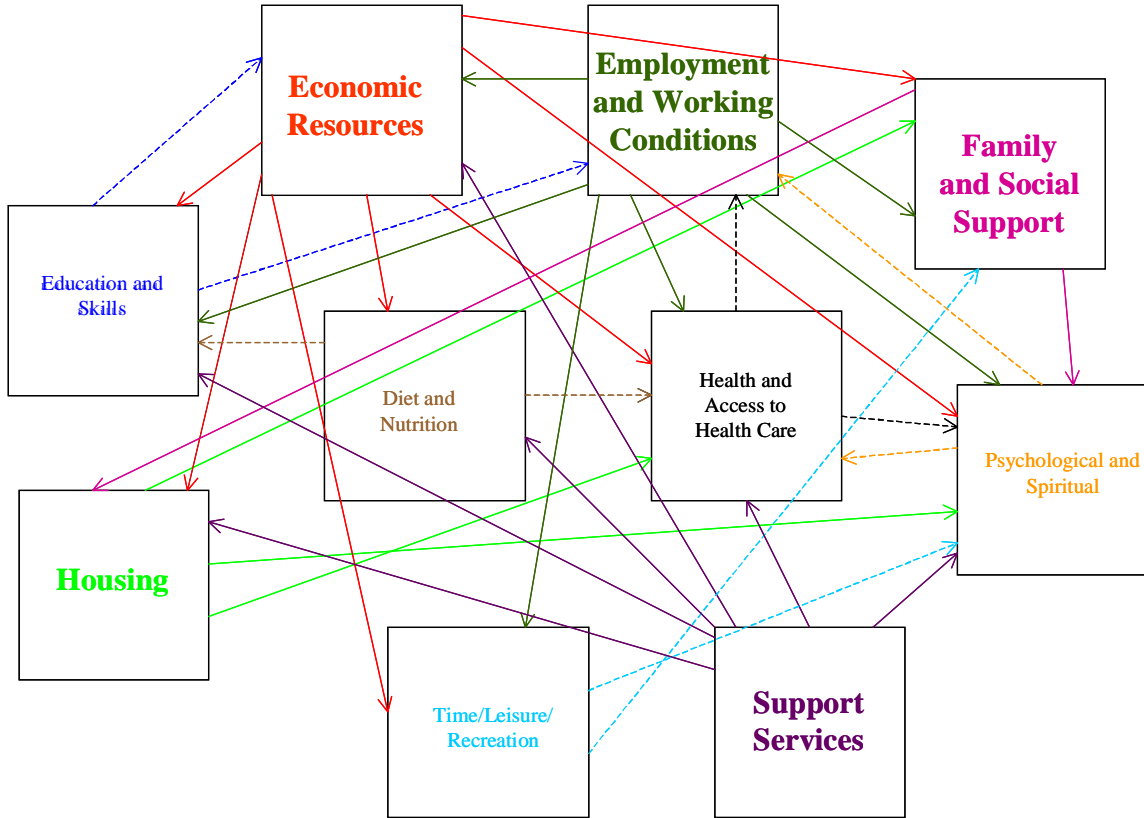 Economic
Resources
Employment
and Working
Conditions
Family
and Social
Support
Education and
Skills
Diet and
Nutrition
Health and
Access to
Health Care
Psychological and
Spiritual
Housing
Time/Leisure/
Recreation
Support
Services